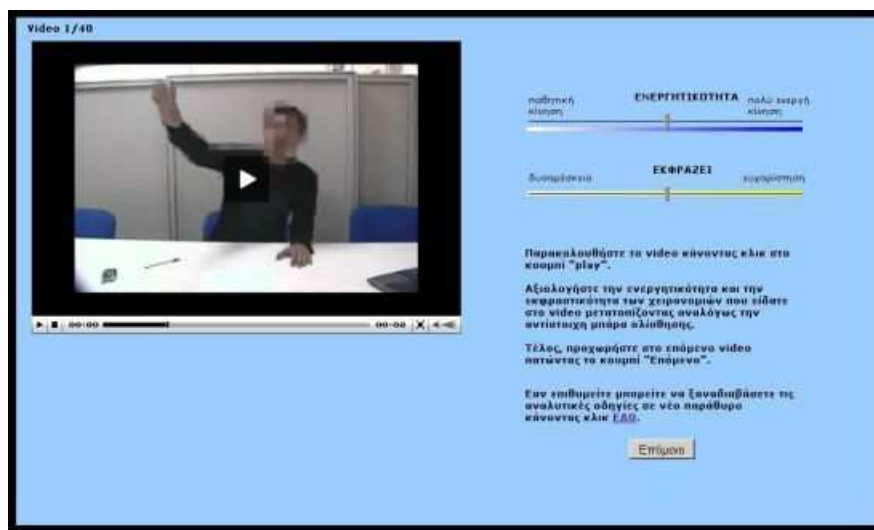 Video 1/40
παθητική
κίνηση
ΕΝΕΡΓΗΤΙΚΟΤΗΤΑ
πολύ ενεργή
κίνηση
δυσαρέσκεια
ΕΚΦΡΑΖΕΙ
ευχαρίστηση
00:00
00:02
Παρακολουθήστε το video κάνοντας κλικ στο
κουμπί "play".
Αξιολογήστε την ενεργητικότητα και την
εκφραστικότητα των χειρονομιών που είδατε
στο video μετατοπίζοντας αναλόγως την
αντίστοιχη μπάρα ολίσθησης.
Τέλος, προχωρήστε στο επόμενο video
πατώντας το κουμπί "Επόμενο".
Εαν επιθυμείτε μπορείτε να ξαναδιαβάσετε τις
αναλυτικές οδηγίες σε νέο παράθυρο
κάνοντας κλικ ΕΔΩ.
Επόμενο